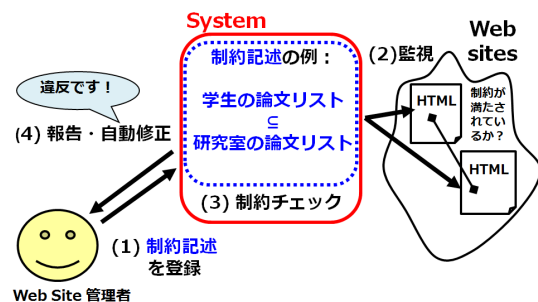 System
制約記述の例：
学生の論文リスト
⊆
研究室の論文リスト
(3) 制約チェック
(2)監視
Web
sites
HTML
制約が
満たされ
ているか？
HTML
違反です！
(4) 報告・自動修正
(1) 制約記述
を登録
Web Site 管理者